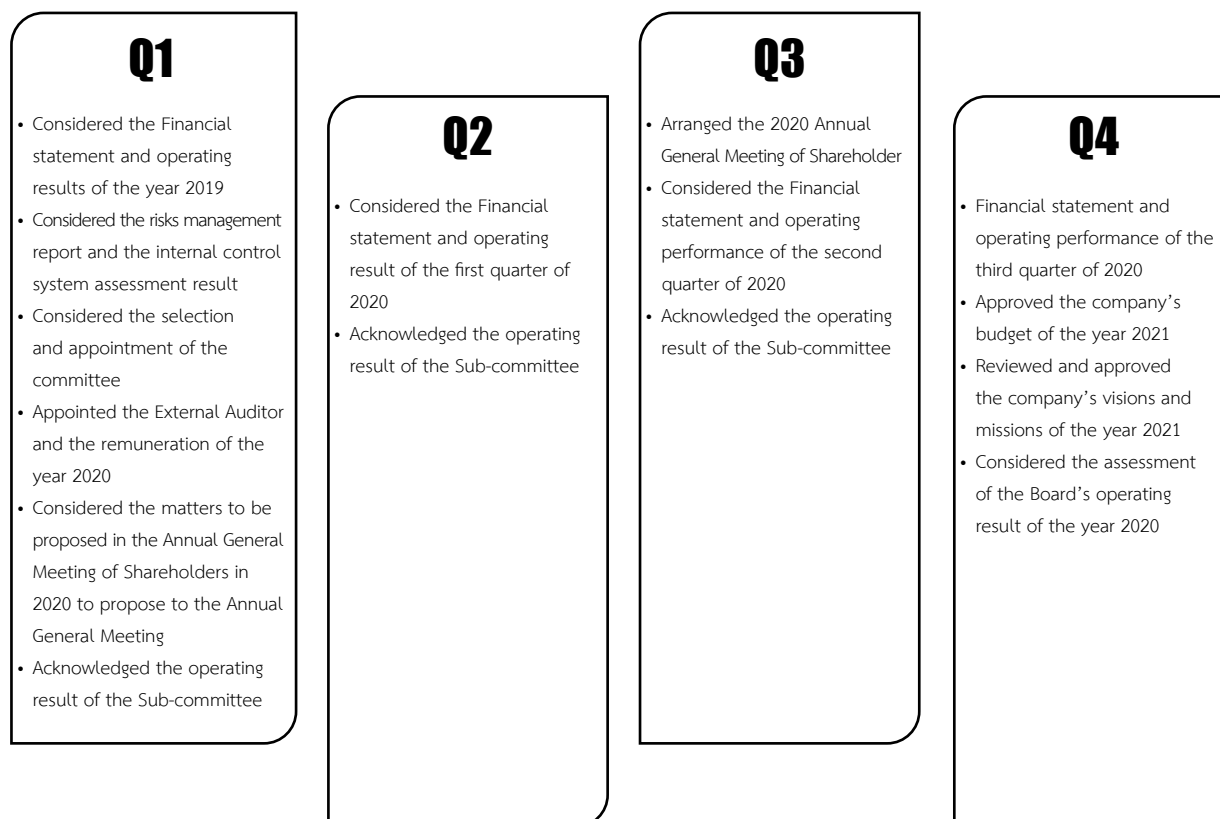 Q1
• Considered the Financial
statement and operating
results of the year 2019
• Considered the risks management
report and the internal control
system assessment result
• Considered the selection
and appointment of the
committee
• Appointed the External Auditor
and the remuneration of the
year 2020
• Considered the matters to be
proposed in the Annual General
Meeting of Shareholders in
2020 to propose to the Annual
General Meeting
• Acknowledged the operating
result of the Sub-committee
Q2
• Considered the Financial
statement and operating
result of the first quarter of
2020
• Acknowledged the operating
result of the Sub-committee
Q3
• Arranged the 2020 Annual
General Meeting of Shareholder
• Considered the Financial
statement and operating
performance of the second
quarter of 2020
• Acknowledged the operating
result of the Sub-committee
Q4
• Financial statement and
operating performance of the
third quarter of 2020
• Approved the company’s
budget of the year 2021
• Reviewed and approved
the company’s visions and
missions of the year 2021
• Considered the assessment
of the Board’s operating
result of the year 2020